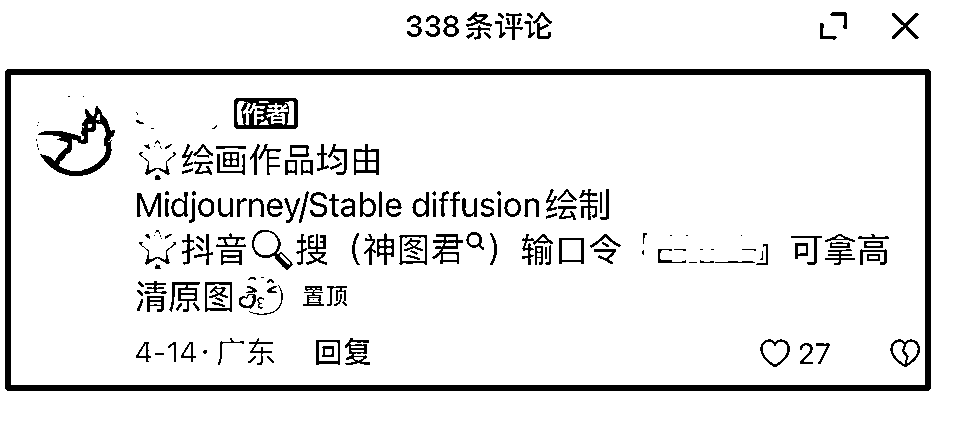 338条评论
作者
绘画作品均由
Midjourney/Stable diffusion绘制
抖音🔍搜（神图君🔍）输口令「 」可拿高
清原图 置顶
4-14·广东 回复 27